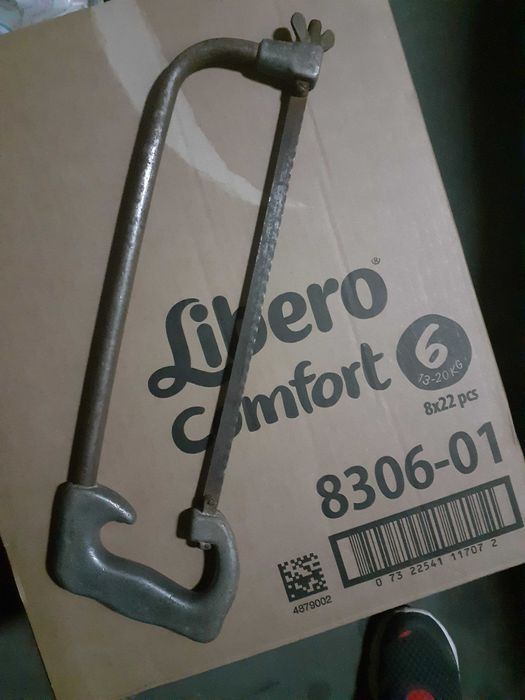 Libero®
Comfort
6
13-20 KG
8x22 pcs
8306-01
0 73 22541 11707 2
4879002